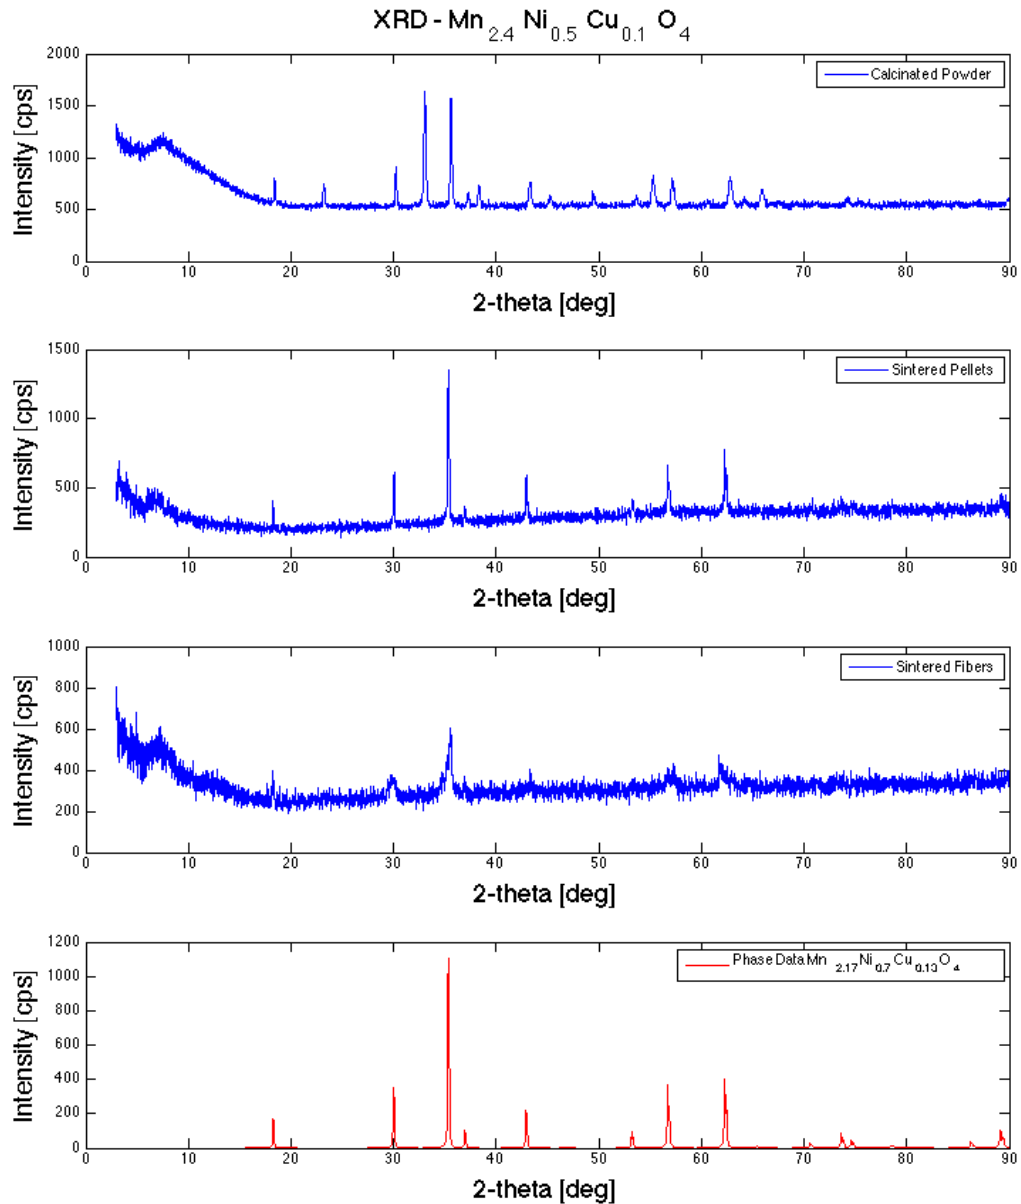 XRD - Mn2.4 Ni0.5 Cu0.1 O4
2000
1500
1000
500
0
Intensity [cps]
Calcinated Powder
0 10 20 30 40 50 60 70 80 90
2-theta [deg]
1500
1000
500
0
Intensity [cps]
Sintered Pellets
0 10 20 30 40 50 60 70 80 90
2-theta [deg]
1000
800
600
400
200
0
Intensity [cps]
Sintered Fibers
0 10 20 30 40 50 60 70 80 90
2-theta [deg]
1200
1000
800
600
400
200
0
Intensity [cps]
Phase Data Mn2.17Ni0.7Cu0.13O4
0 10 20 30 40 50 60 70 80 90
2-theta [deg]